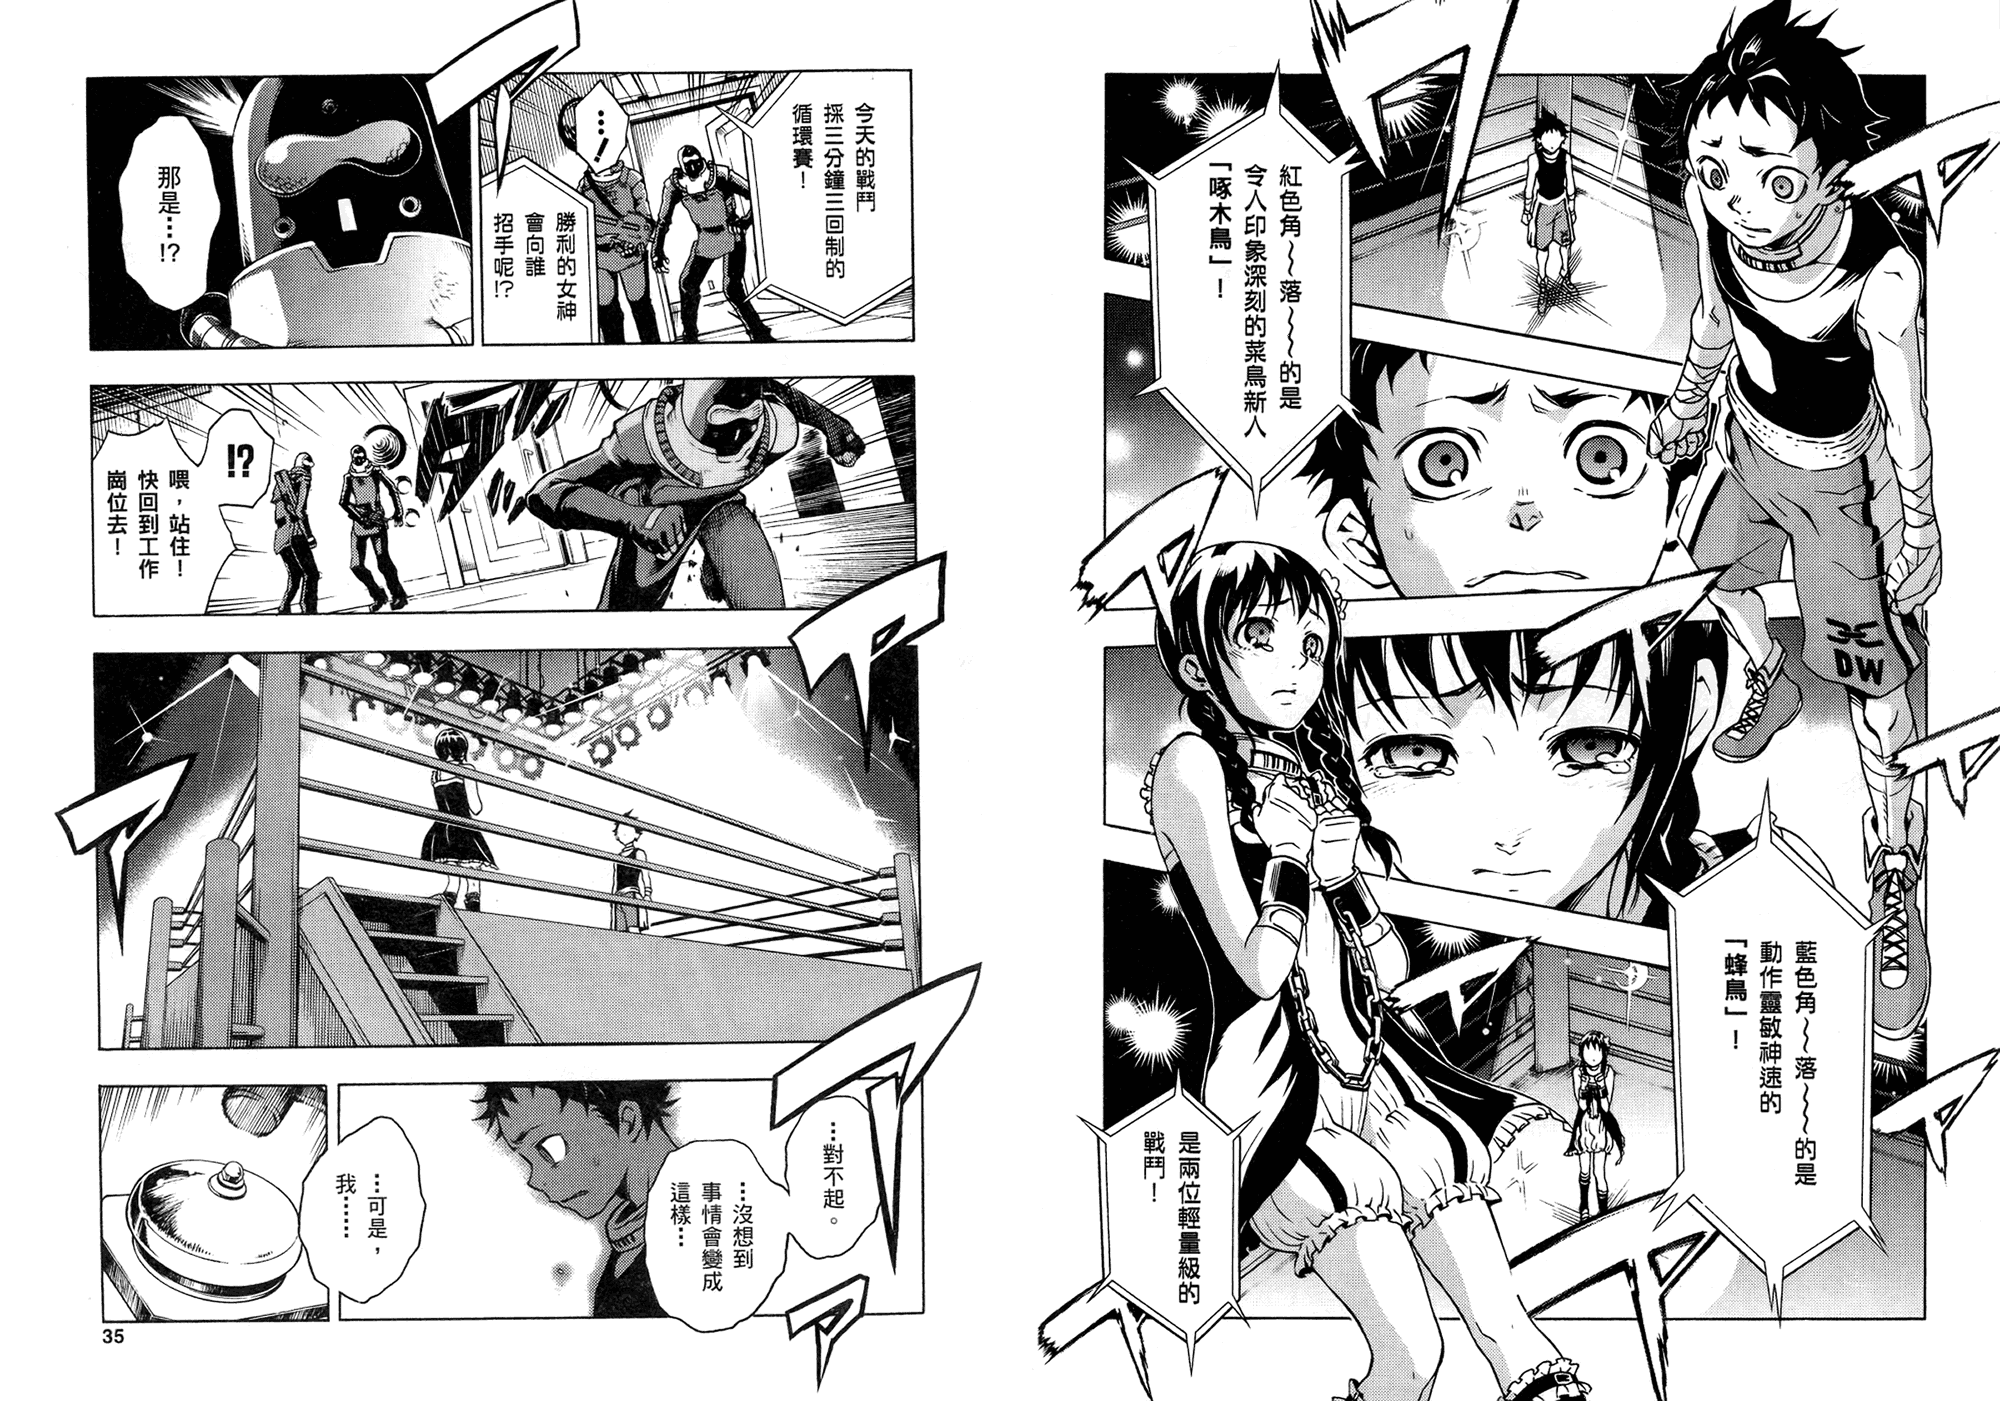 紅色角～～落～～～的是
令人印象深刻的菜鳥新人
「啄木鳥」！
DW
藍色角～～落～～～的是
動作靈敏神速的
「蜂鳥」！
是兩位輕量級的
戰鬥！
今天的戰鬥
採三分鐘三回制的
循環賽！
…！
勝利的女神
會向誰
招手呢!?
那是…!?
!?
喂，站住！
快回到工作
崗位去！
…對不起。
…沒想到
事情會變成
這樣…
…可是，
我……
35